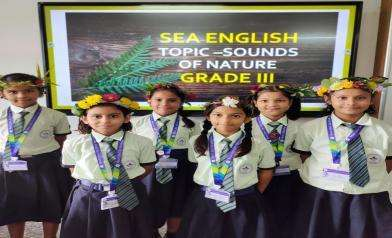 SEA ENGLISH
TOPIC –SOUNDS
OF NATURE
GRADE III